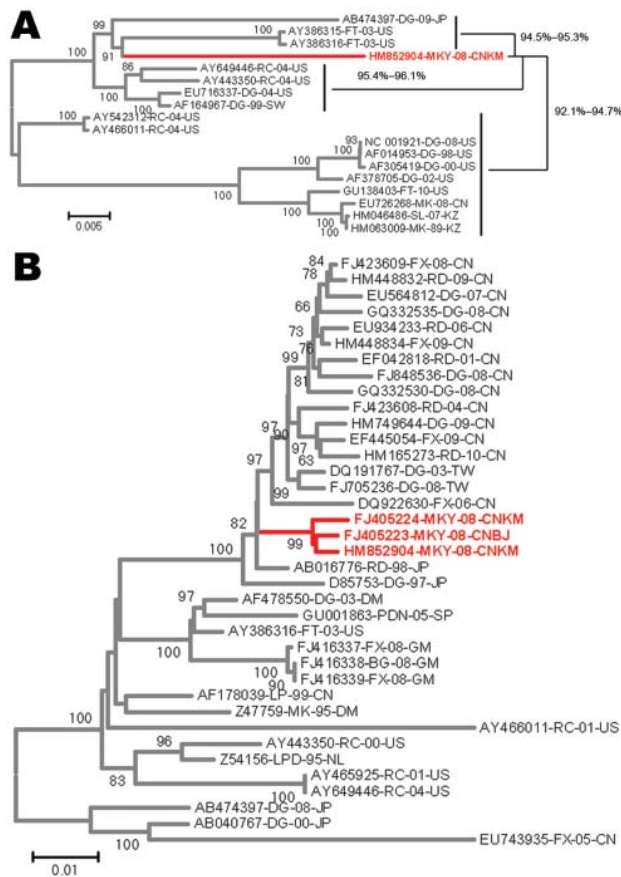 A
99
AB474397-DG-09-JP
100
AY386315-FT-03-US
100
AY386316-FT-03-US
94.5%–95.3%
91
HM852904-MKY-08-CNKM
86
AY649446-RC-04-US
AY443350-RC-04-US
95.4%–96.1%
100
EU716337-DG-04-US
100
AF164967-DG-99-SW
92.1%–94.7%
100
AY542312-RC-04-US
AY466011-RC-04-US
93
NC 001921-DG-08-US
100
AF014953-DG-98-US
AF305419-DG-00-US
100
AF378705-DG-02-US
100
GU138403-FT-10-US
100
EU726268-MK-08-CN
100
HM046486-SL-07-KZ
100
HM063009-MK-89-KZ
0.005
B
84
FJ423609-FX-08-CN
78
HM448832-RD-09-CN
EU564812-DG-07-CN
66
GQ332535-DG-08-CN
73
EU934233-RD-06-CN
76
HM448834-FX-09-CN
99
EF042818-RD-01-CN
81
FJ848536-DG-08-CN
GQ332530-DG-08-CN
FJ423608-RD-04-CN
97
90
HM749644-DG-09-CN
97
EF445054-FX-09-CN
63
HM165273-RD-10-CN
97
DQ191767-DG-03-TW
99
FJ705236-DG-08-TW
DQ922630-FX-06-CN
82
FJ405224-MKY-08-CNKM
99
FJ405223-MKY-08-CNBJ
HM852904-MKY-08-CNKM
100
AB016776-RD-98-JP
D85753-DG-97-JP
97
AF478550-DG-03-DM
GU001863-PDN-05-SP
100
AY386316-FT-03-US
FJ416337-FX-08-GM
100
FJ416338-BG-08-GM
90
FJ416339-FX-08-GM
AF178039-LP-99-CN
100
Z47759-MK-95-DM
AY466011-RC-01-US
96
AY443350-RC-00-US
Z54156-LPD-95-NL
83
AY465925-RC-01-US
100
AY649446-RC-04-US
AB474397-DG-08-JP
AB040767-DG-00-JP
100
EU743935-FX-05-CN
0.01